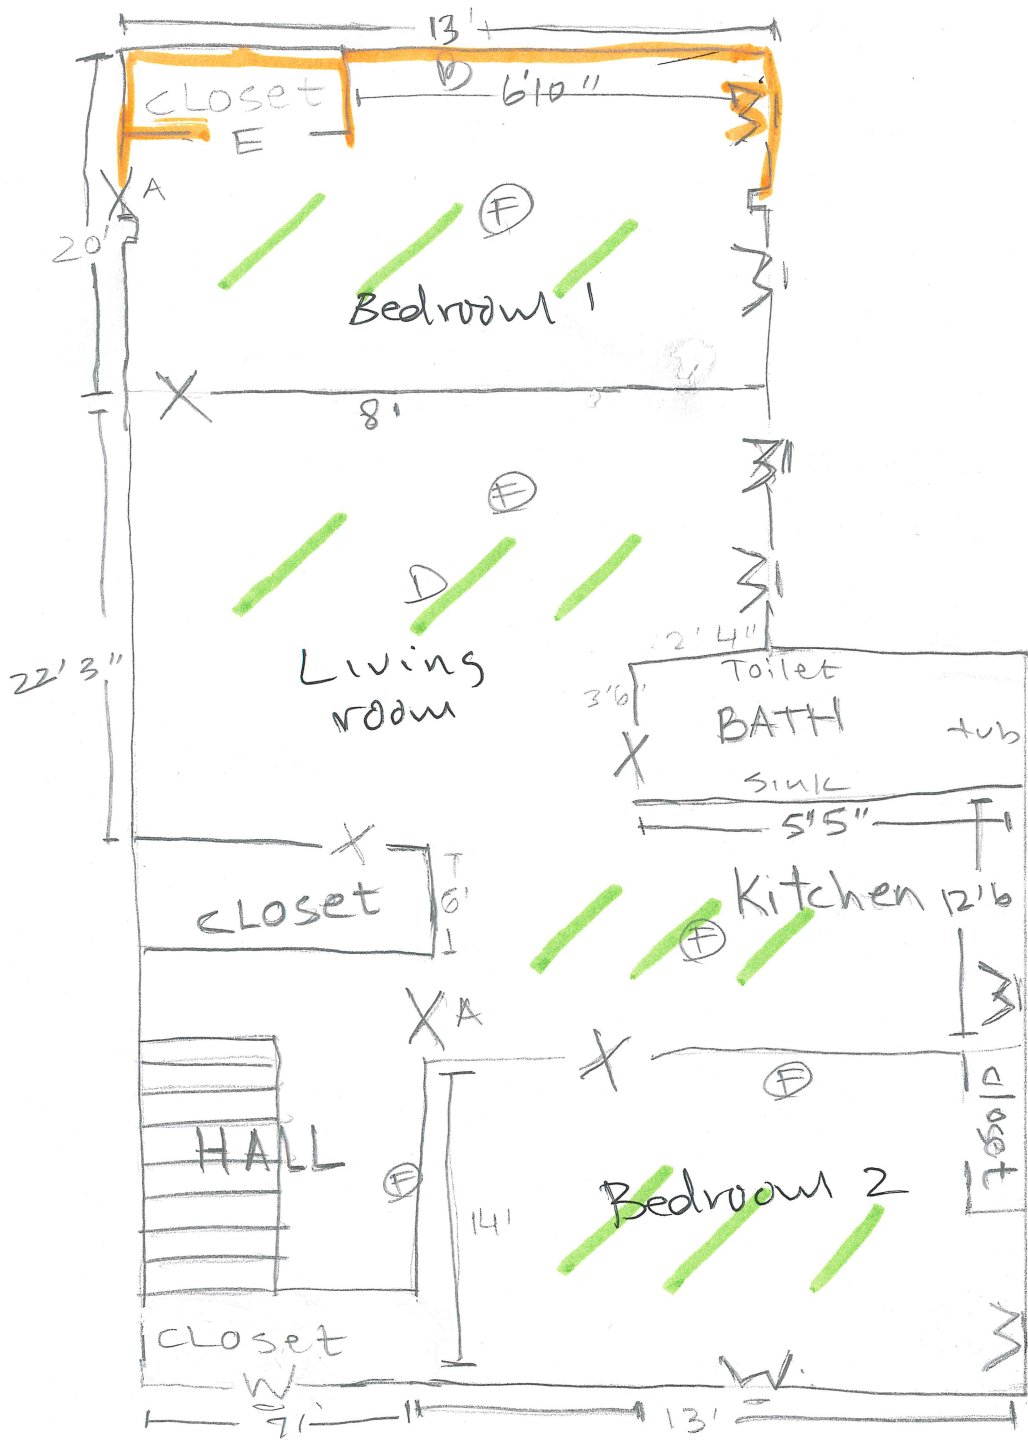 13'
CLoset
B
6'10"
W
E
X A
F
20'
W
Bedroom 1
X
8'
W
F
D
W
Living
room
22'3"
2' 4"
Toilet
3'6"
BATH
tub
X
Sink
5"5"
X
CLoset
6'
Kitchen
12'6
F
W
X A
X
F
HALL
F
Bedroom 2
14'
CLoset
W
W
W
13'